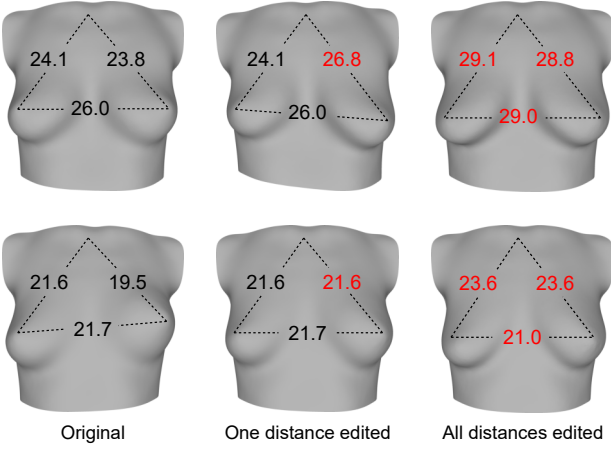 24.1 23.8 24.1 26.8 29.1 28.8
26.0 26.0 29.0
21.6 19.5 21.6 21.6 23.6 23.6
21.7 21.7 21.0
Original One distance edited All distances edited